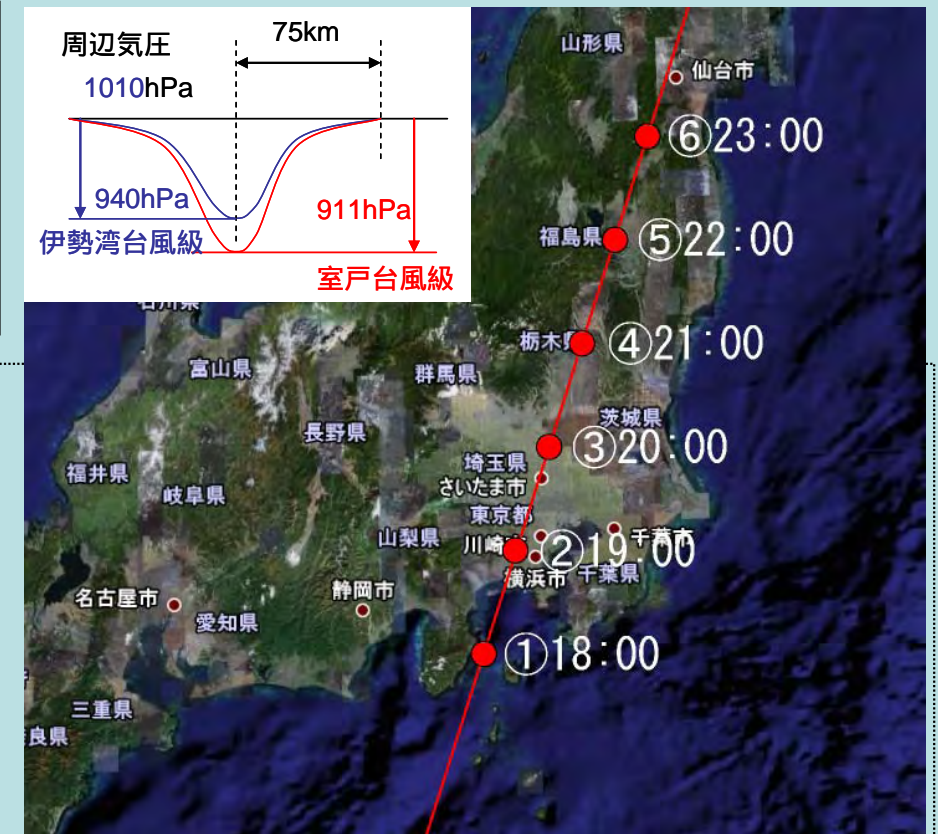 75km
周辺気圧
1010hPa
940hPa
911hPa
伊勢湾台風級
室戸台風級
山形県
仙台市
⑥23:00
福島県
⑤22:00
栃木県
④21:00
富山県
群馬県
茨城県
長野県
③20:00
埼玉県
さいたま市
福井県
岐阜県
東京都
山梨県
川崎
②19:00
千葉市
横浜市
千葉県
静岡市
名古屋市
愛知県
①18:00
三重県
良県